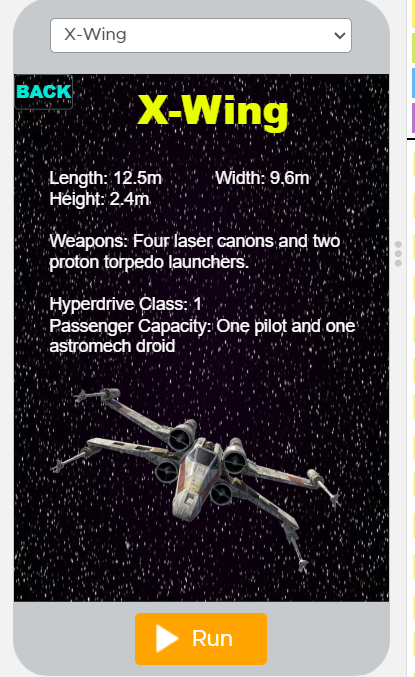 X-Wing
BACK
X-Wing
Length: 12.5m Width: 9.6m
Height: 2.4m
Weapons: Four laser canons and two
proton torpedo launchers.
Hyperdrive Class: 1
Passenger Capacity: One pilot and one
astromech droid
Run